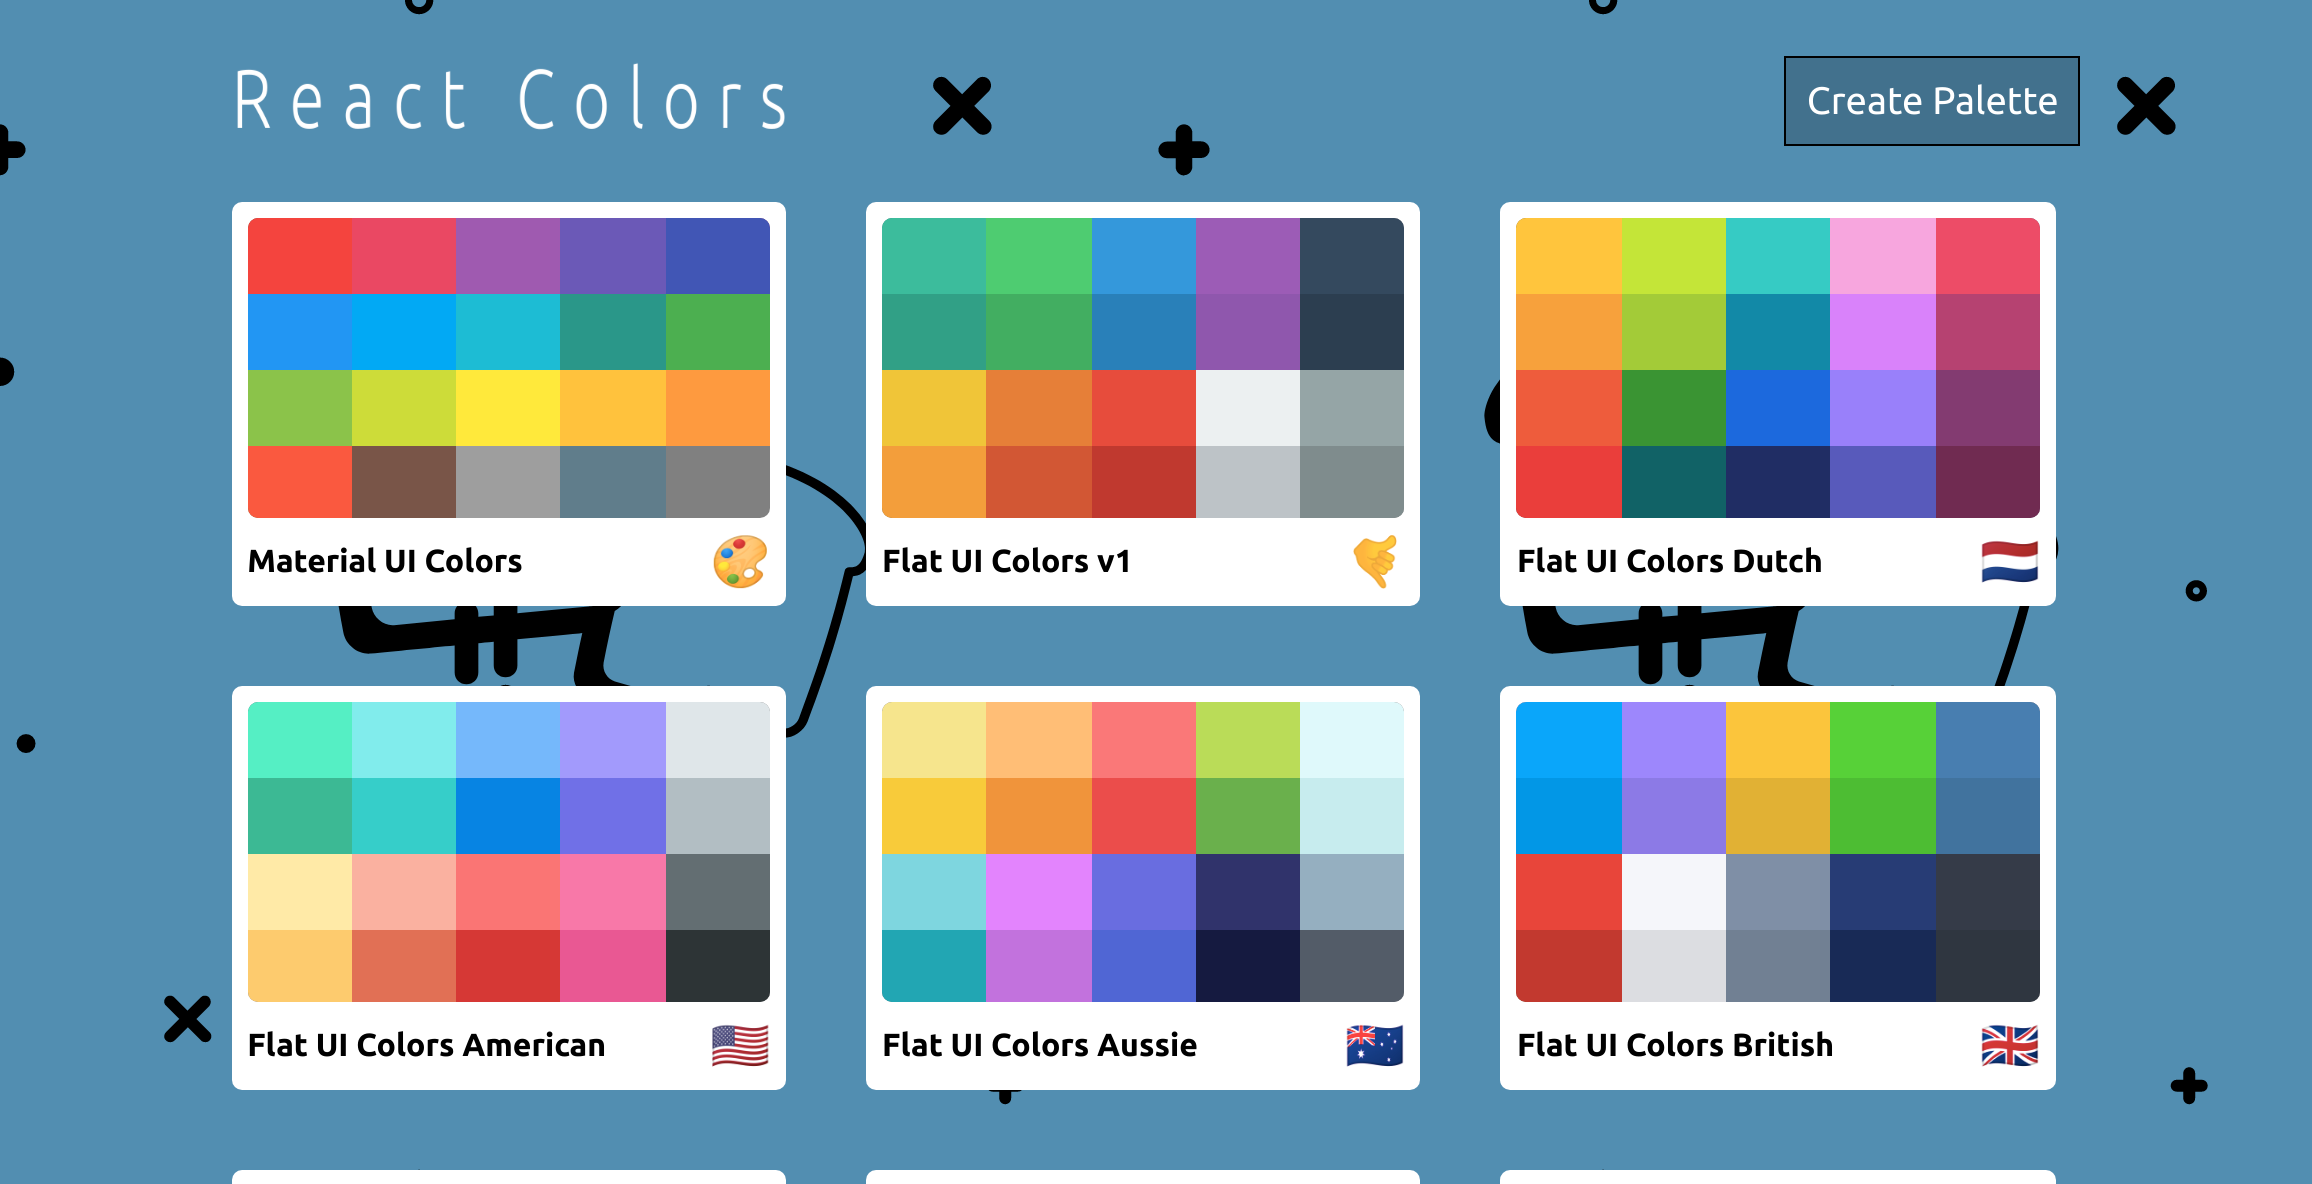 React Colors
Create Palette
Material UI Colors
Flat UI Colors v1
Flat UI Colors Dutch
Flat UI Colors American
Flat UI Colors Aussie
Flat UI Colors British